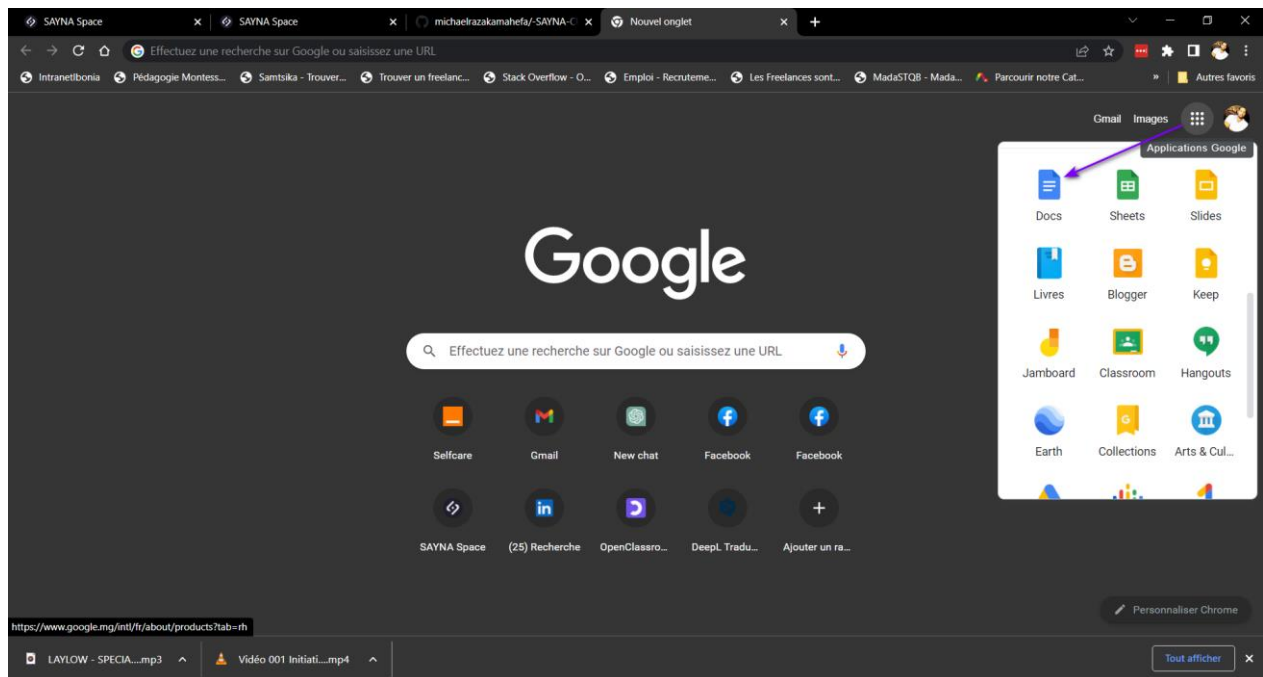 SAYNA Space
SAYNA Space
michaelrazakamahefa/-SAYNA-
Nouvel onglet
Effectuez une recherche sur Google ou saisissez une URL
IntranetIbonia
Pédagogie Montess...
Samtsika - Trouver...
Trouver un freelanc...
Stack Overflow - O...
Emploi - Recruteme...
Les Freelances sont...
MadaSTQB - Mada...
Parcourir notre Cat...
»
Autres favoris
Gmail Images
Applications Google
Docs Sheets Slides
Livres Blogger Keep
Jamboard Classroom Hangouts
Earth Collections Arts & Cul...
Google
Effectuez une recherche sur Google ou saisissez une URL
Selfcare Gmail New chat Facebook Facebook
SAYNA Space (25) Recherche OpenClassro... DeepL Tradu... Ajouter un ra...
Personnaliser Chrome
https://www.google.mg/intl/fr/about/products?tab=rh
LAYLOW - SPECIA....mp3
Vidéo 001 Initiati....mp4
Tout afficher